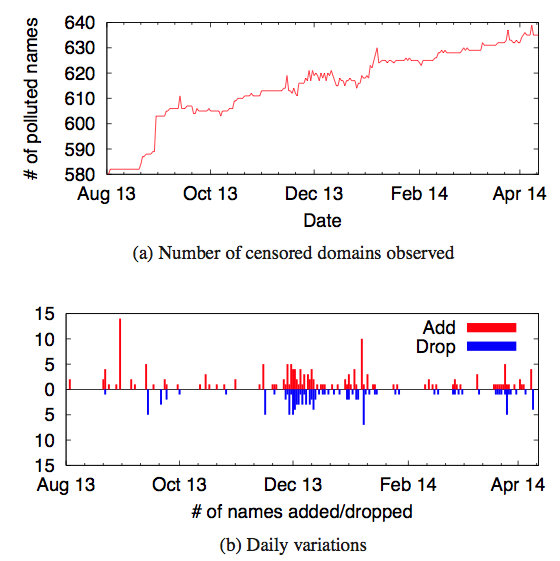 640
630
620
610
600
590
580
# of polluted names
Aug 13 Oct 13 Dec 13 Feb 14 Apr 14
Date
(a) Number of censored domains observed
15
10
5
0
5
10
15
Add
Drop
Aug 13 Oct 13 Dec 13 Feb 14 Apr 14
# of names added/dropped
(b) Daily variations